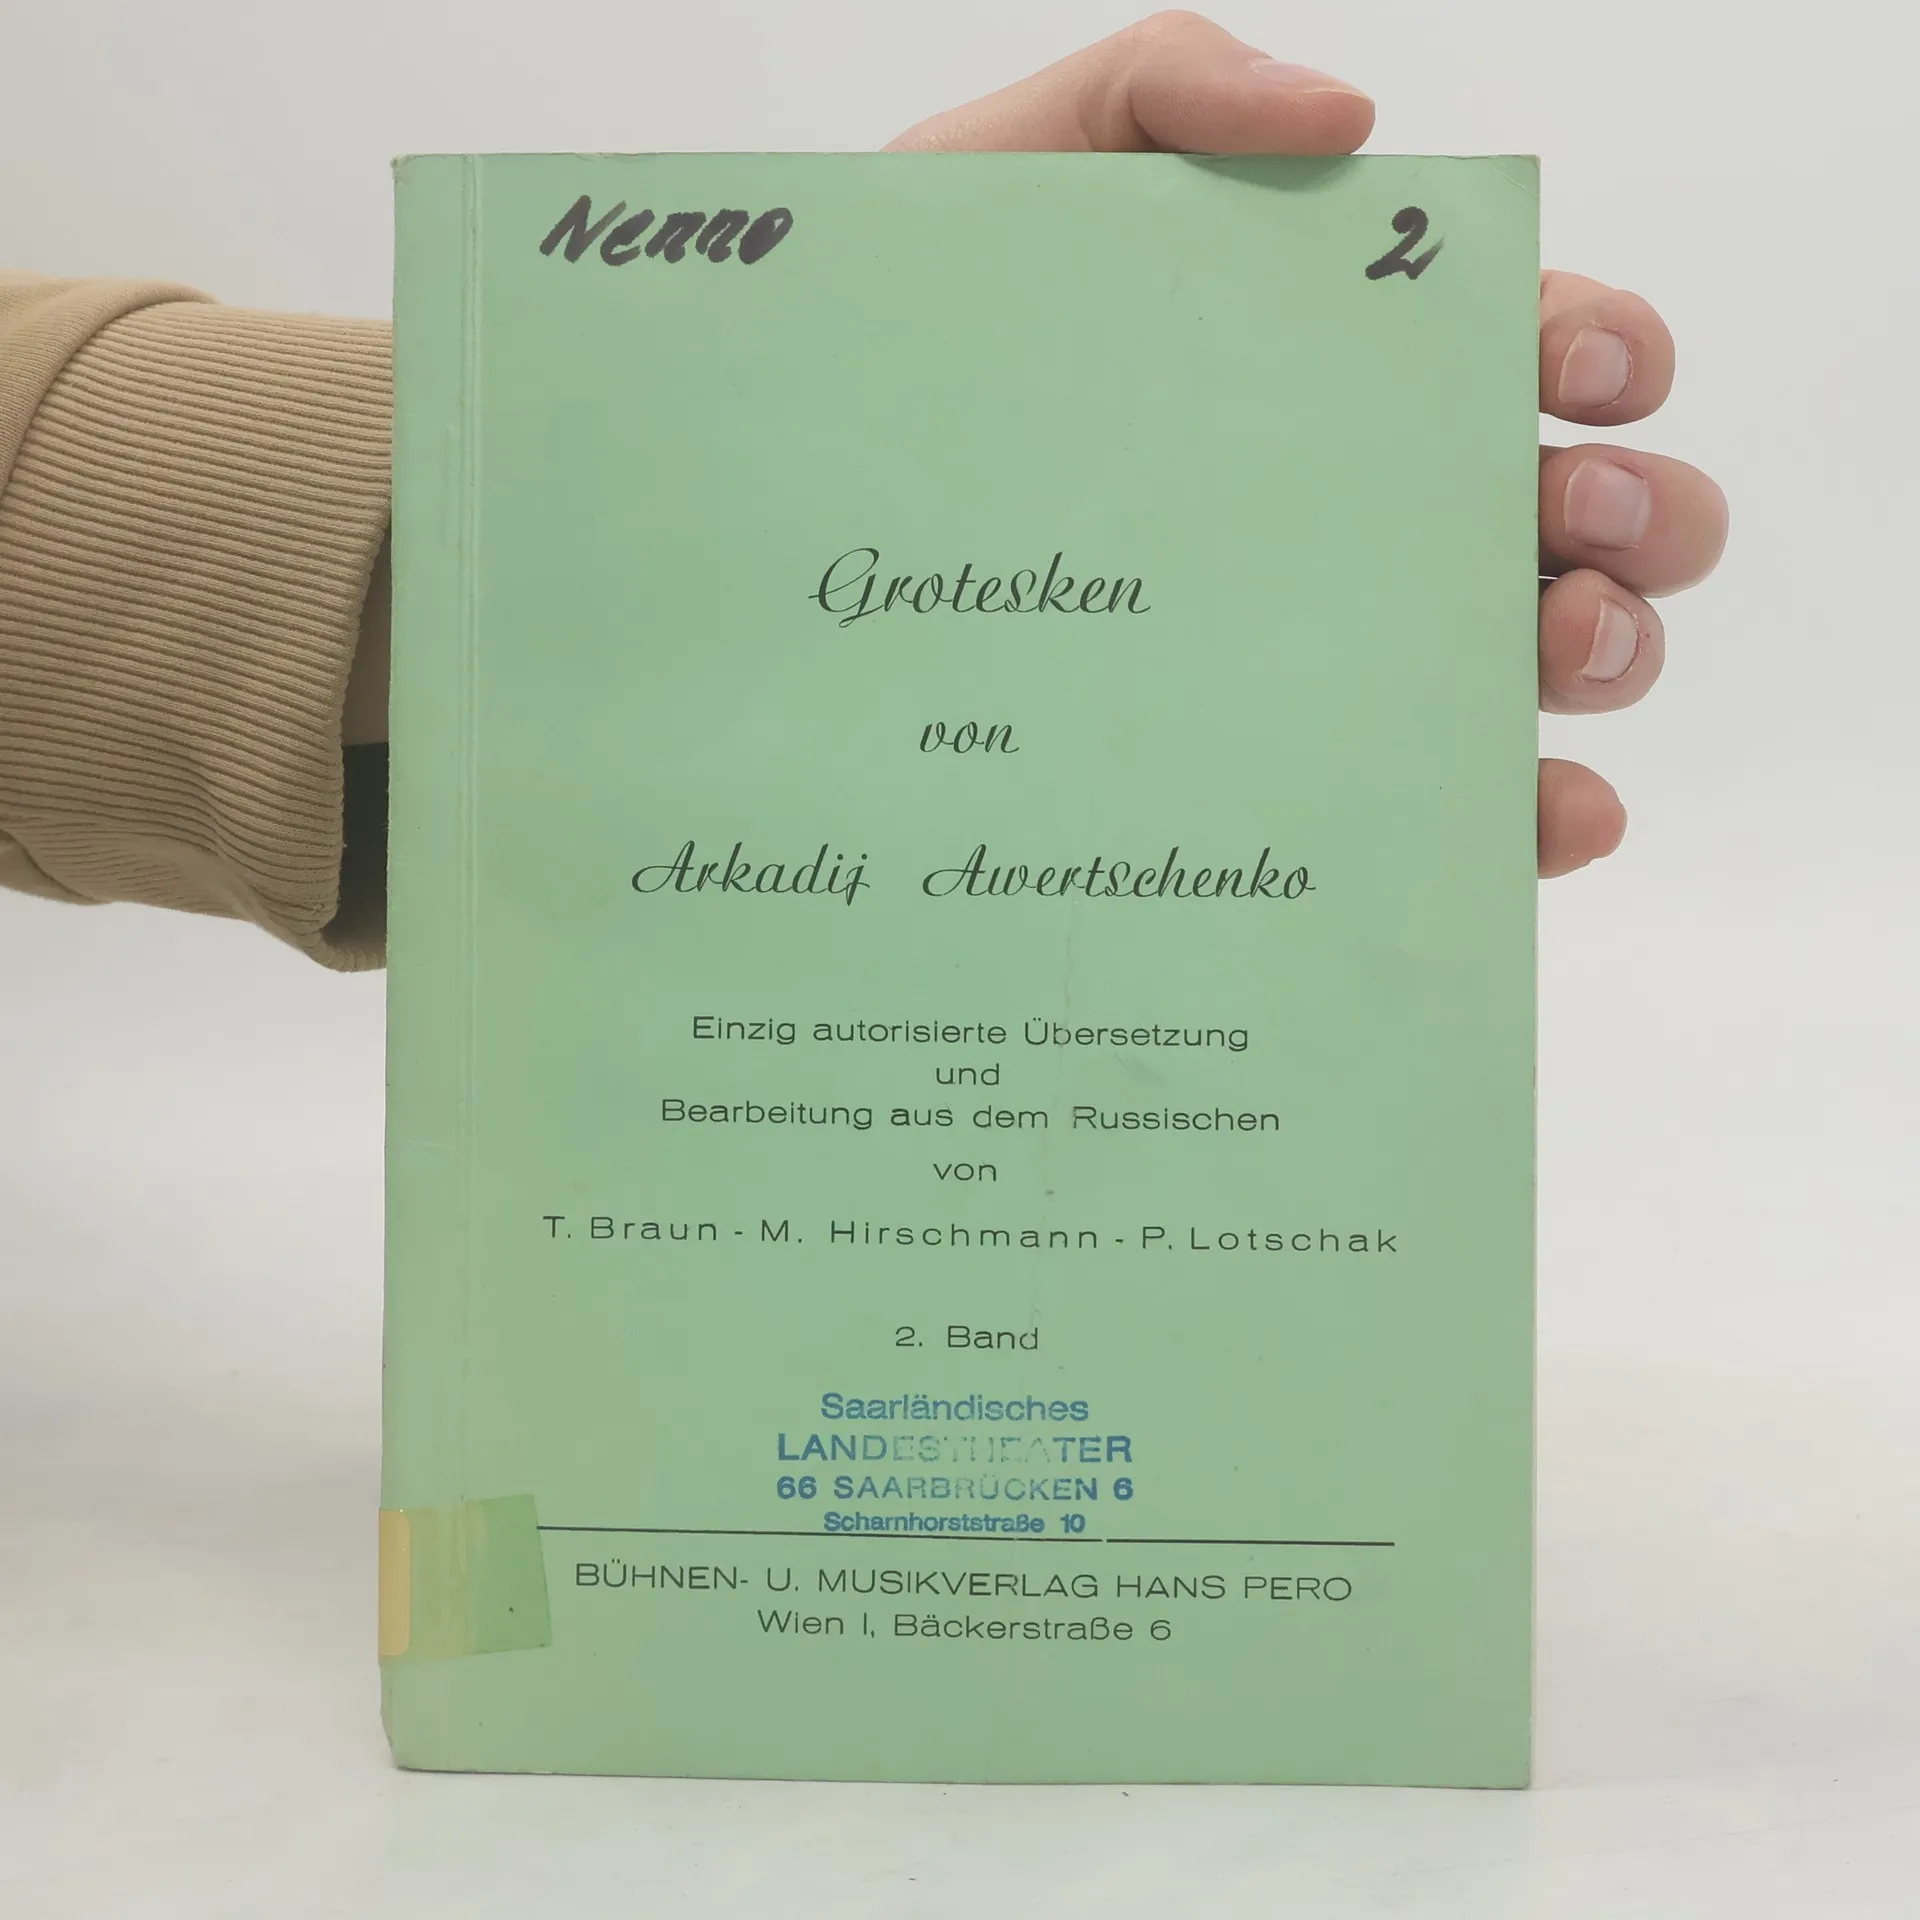 Nenno 2
Grotesken
von
Arkadij Awertschenko
Einzig autorisierte Übersetzung
und
Bearbeitung aus dem Russischen
von
T. Braun - M. Hirschmann - P. Lotschak
2. Band
Saarländisches
LANDESTHEATER
66 SAARBRÜCKEN 6
Scharnhorststraße 10
BÜHNEN- U. MUSIKVERLAG HANS PERO
Wien I, Bäckerstraße 6